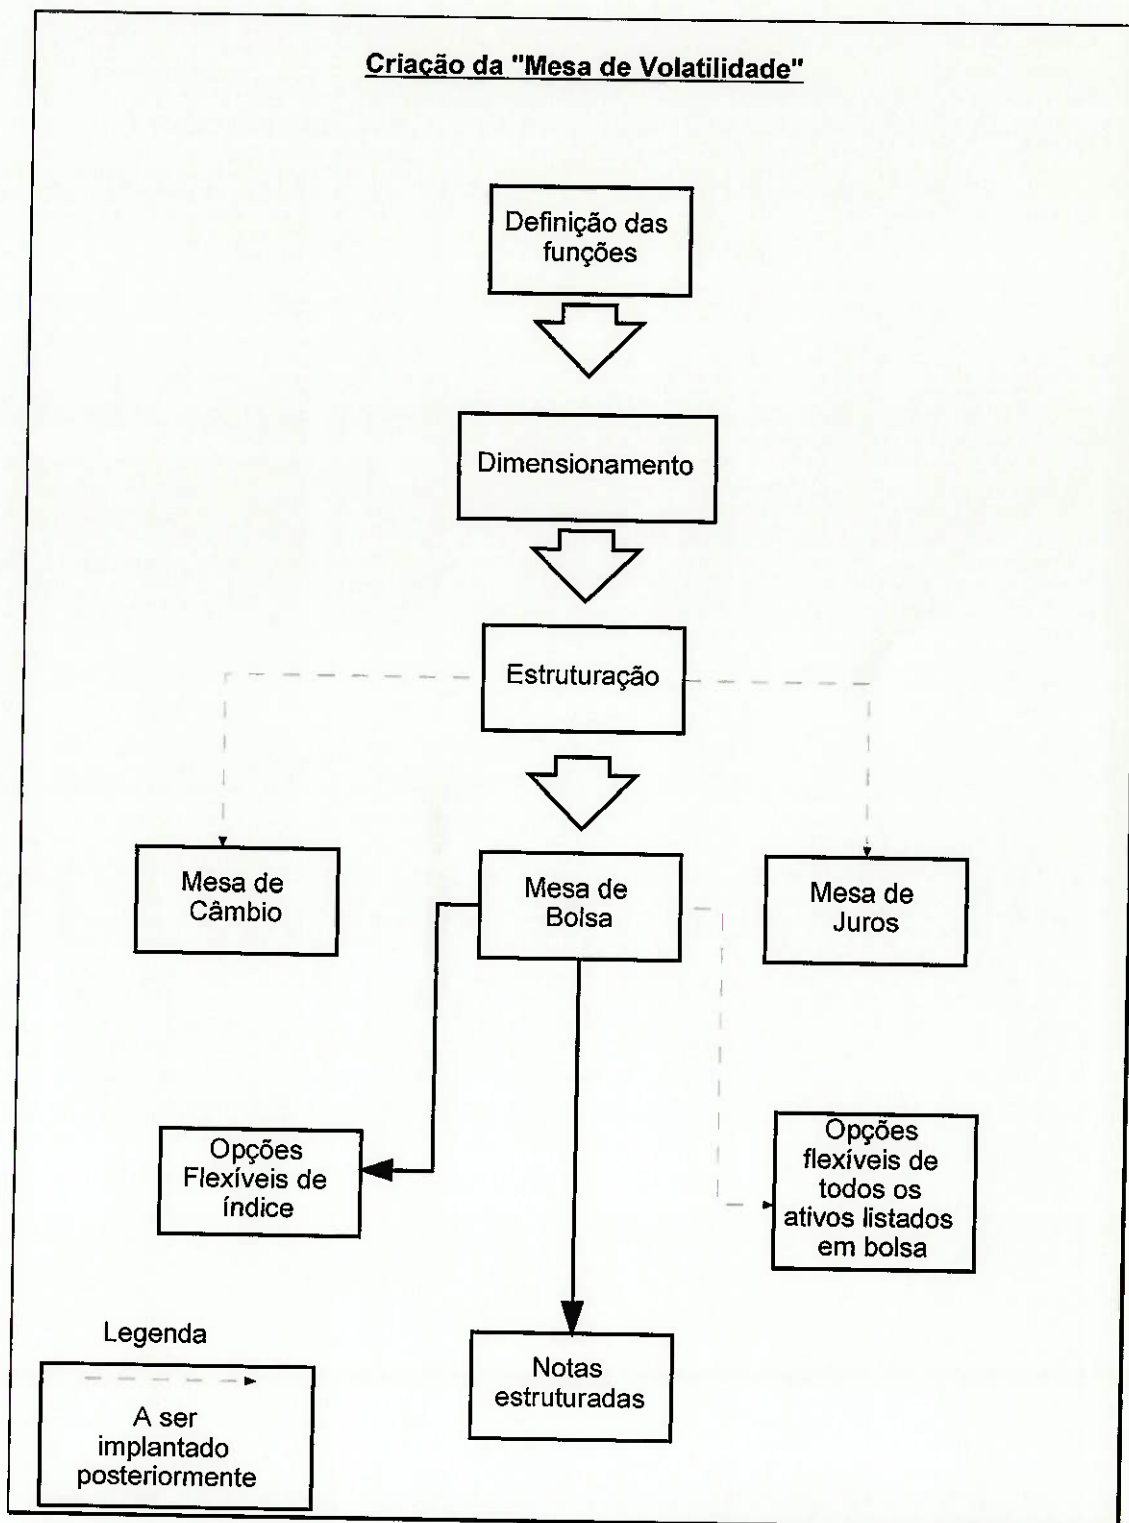 Criação da "Mesa de Volatilidade"
Definição das
funções
Dimensionamento
Estruturação
Mesa de
Câmbio
Mesa de
Bolsa
Mesa de
Juros
Opções
Flexíveis de
índice
Opções
flexíveis de
todos os
ativos listados
em bolsa
Notas
estruturadas
Legenda
A ser
implantado
posteriormente